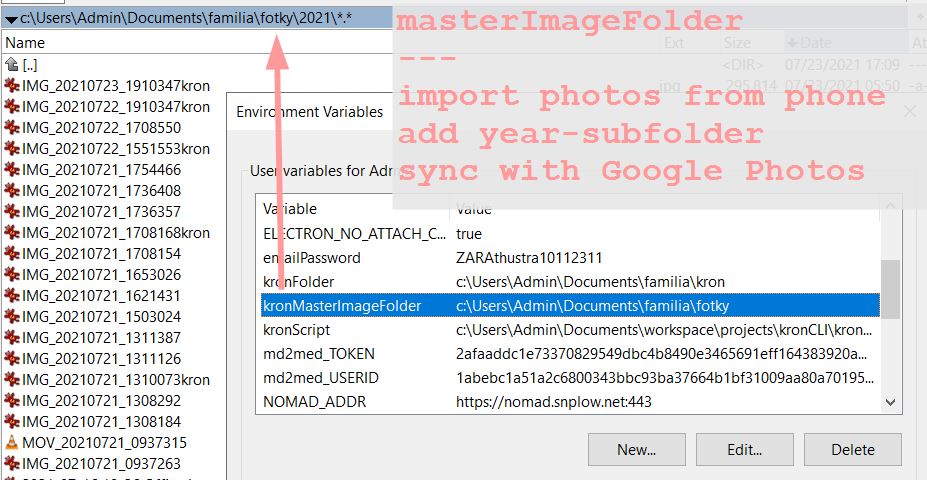 c:\Users\Admin\Documents\familia\fotky\2021\*.*
masterImageFolder
---
import photos from phone
add year-subfolder
sync with Google Photos
Name Ext Size Date At
[..] <DIR> 07/23/2021 17:09 ----
IMG_20210723_1910347kron jpg 295,814 07/23/2021 05:50 -a-
IMG_20210722_1910347kron
IMG_20210722_1708550
IMG_20210722_1551553kron
IMG_20210721_1754466
IMG_20210721_1736408
IMG_20210721_1736357
IMG_20210721_1708168kron
IMG_20210721_1708154
IMG_20210721_1653026
IMG_20210721_1621431
IMG_20210721_1503024
IMG_20210721_1311387
IMG_20210721_1311126
IMG_20210721_1310073kron
IMG_20210721_1308292
IMG_20210721_1308184
MOV_20210721_0937315
IMG_20210721_0937263
Environment Variables
User variables for Adm
Variable Value
ELECTRON_NO_ATTACH_C... true
emailPassword ZARAthustra10112311
kronFolder c:\Users\Admin\Documents\familia\kron
kronMasterImageFolder c:\Users\Admin\Documents\familia\fotky
kronScript c:\Users\Admin\Documents\workspace\projects\kronCLI\kron...
md2med_TOKEN 2afaaddc1e73370829549dbc4b8490e3465691eff164383920a...
md2med_USERID 1abebc1a51a2c6800343bbc93ba37664b1bf31009aa80a70195...
NOMAD_ADDR https://nomad.snplow.net:443
New... Edit... Delete